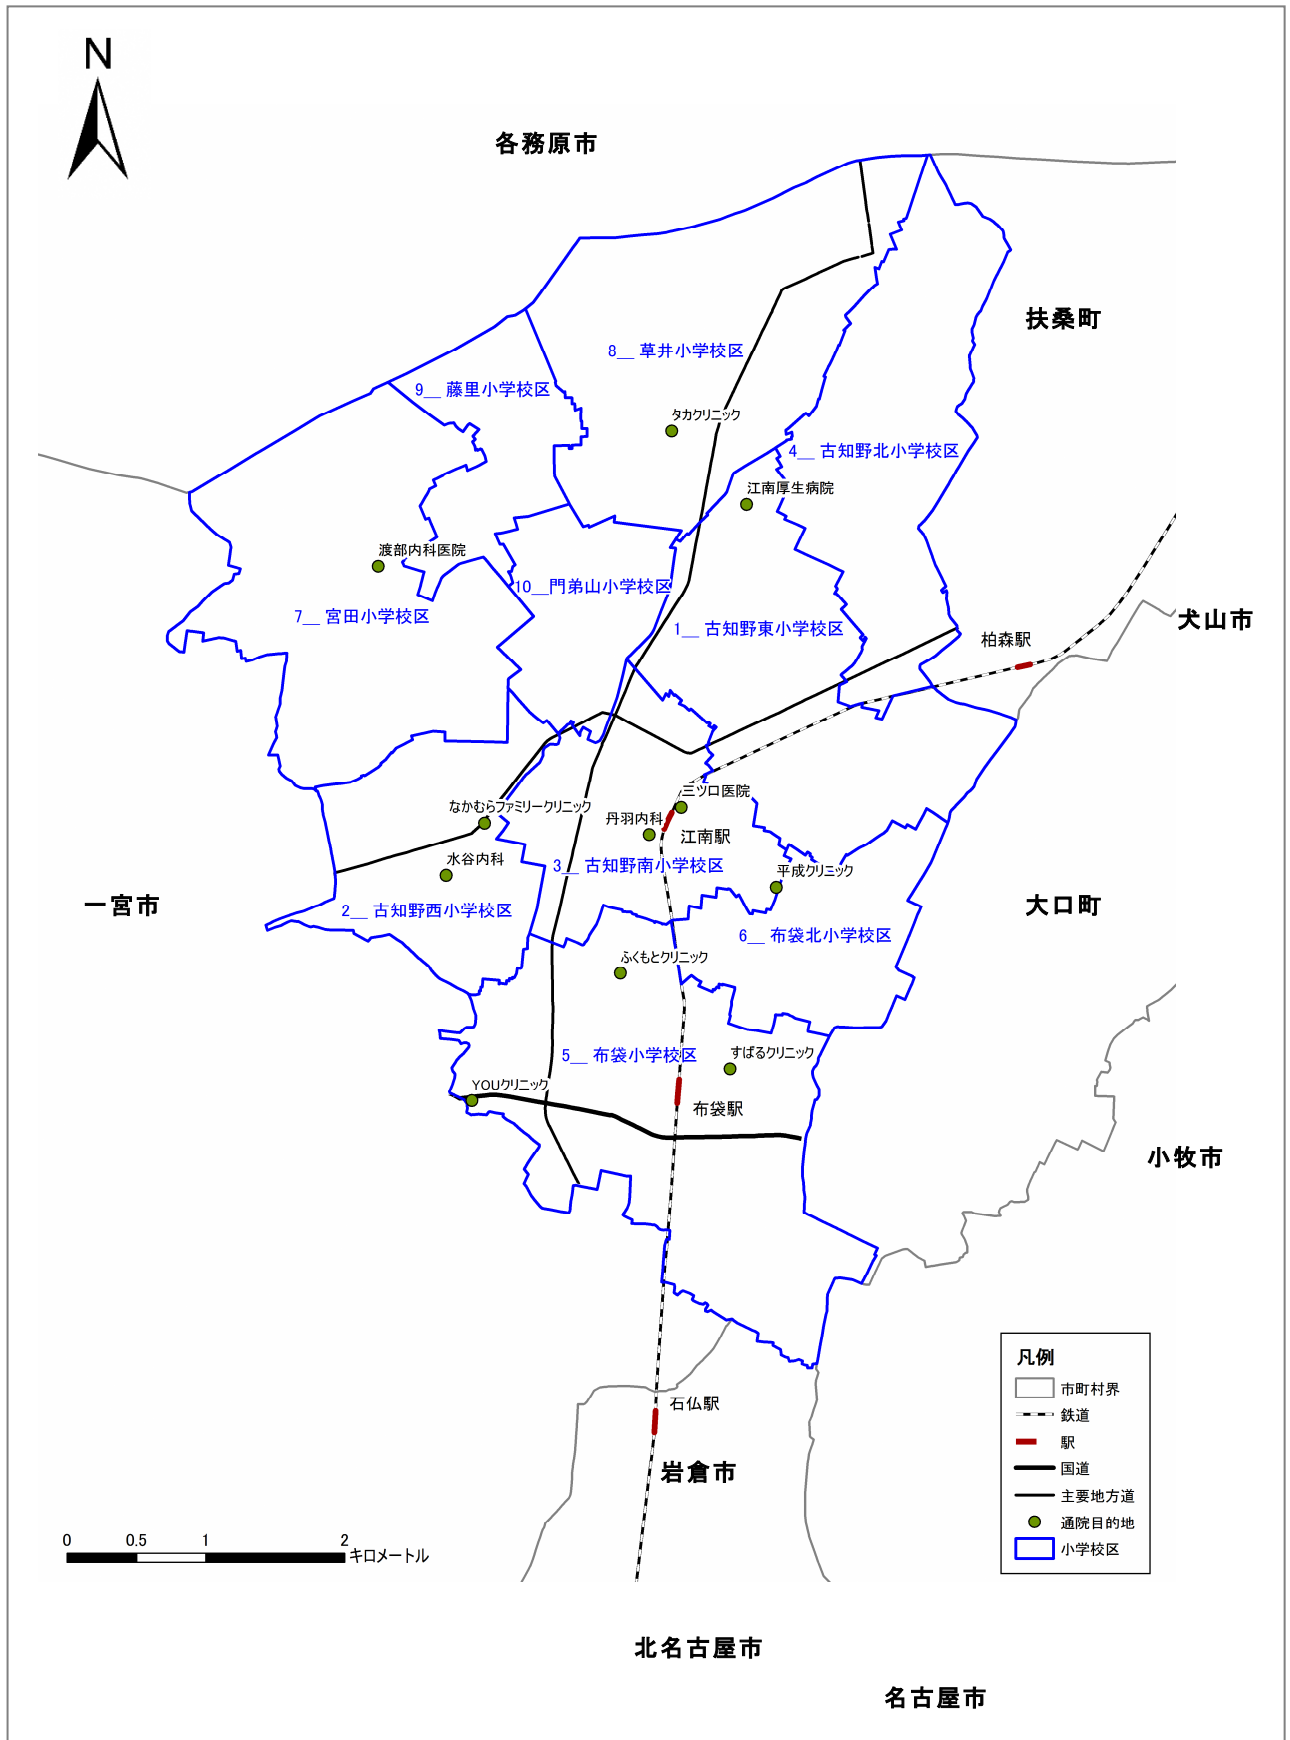 N
各務原市
扶桑町
8__ 草井小学校区
9__ 藤里小学校区
タカクリニック
4__ 古知野北小学校区
江南厚生病院
渡部内科医院
10__門弟山小学校区
7__ 宮田小学校区
1__ 古知野東小学校区
犬山市
柏森駅
三ツ口医院
なかむらファミリークリニック
丹羽内科
江南駅
水谷内科
3__ 古知野南小学校区
平成クリニック
一宮市
2__ 古知野西小学校区
大口町
6__ 布袋北小学校区
ふくもとクリニック
5__ 布袋小学校区
すばるクリニック
YOUクリニック
布袋駅
小牧市
石仏駅
岩倉市
凡例
市町村界
鉄道
駅
国道
主要地方道
通院目的地
小学校区
0 0.5 1 2
キロメートル
北名古屋市
名古屋市